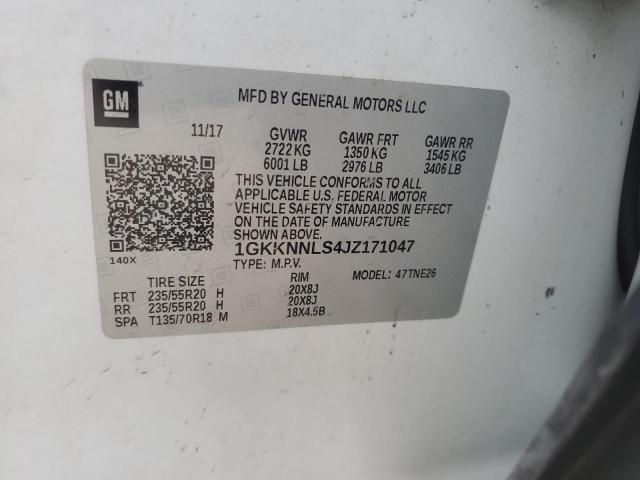 GM
MFD BY GENERAL MOTORS LLC
11/17 GVWR GAWR FRT GAWR RR
2722 KG 1350 KG 1545 KG
6001 LB 2976 LB 3406 LB
THIS VEHICLE CONFORMS TO ALL
APPLICABLE U.S. FEDERAL MOTOR
VEHICLE SAFETY STANDARDS IN EFFECT
ON THE DATE OF MANUFACTURE
SHOWN ABOVE.
140X 1GKKNNLS4JZ171047
TYPE: M.P.V. MODEL: 47TNE26
TIRE SIZE RIM
FRT 235/55R20 H 20X8J
RR 235/55R20 H 20X8J
SPA T135/70R18 M 18X4.5B